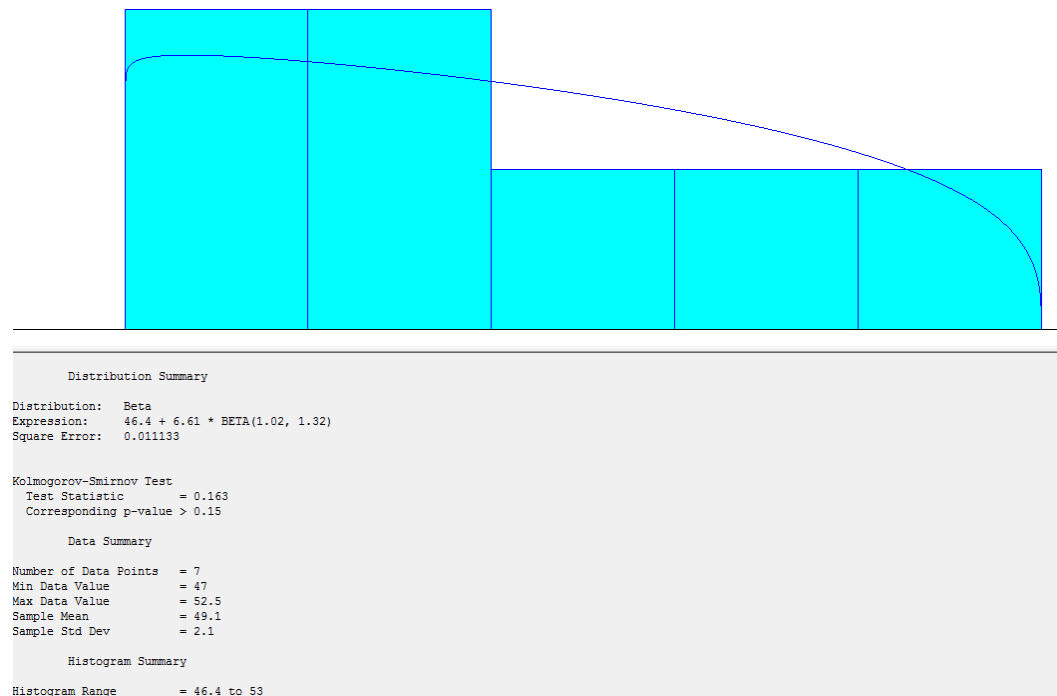 Distribution Summary
Distribution: Beta
Expression: 46.4 + 6.61 * BETA(1.02, 1.32)
Square Error: 0.011133
Kolmogorov-Smirnov Test
Test Statistic = 0.163
Corresponding p-value > 0.15
Data Summary
Number of Data Points = 7
Min Data Value = 47
Max Data Value = 52.5
Sample Mean = 49.1
Sample Std Dev = 2.1
Histogram Summary
Histogram Range = 46.4 to 53